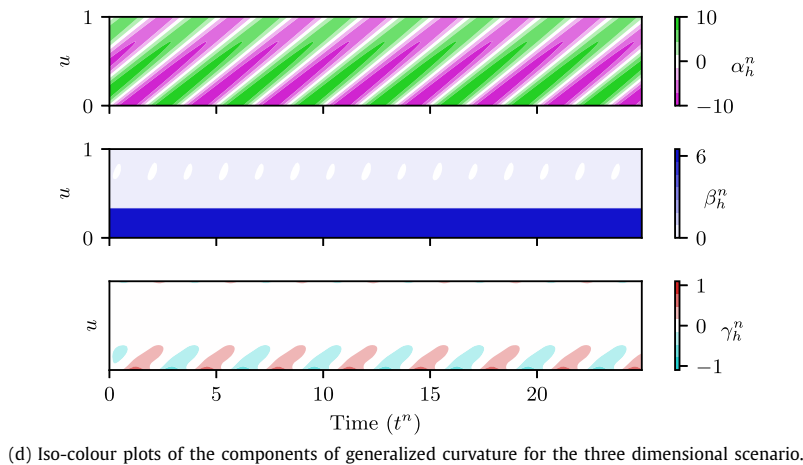 1
u
0
10
0
−10
α_h^n
1
u
0
6
0
β_h^n
u
1
0
−1
γ_h^n
0 5 10 15 20
Time (t^n)
(d) Iso-colour plots of the components of generalized curvature for the three dimensional scenario.